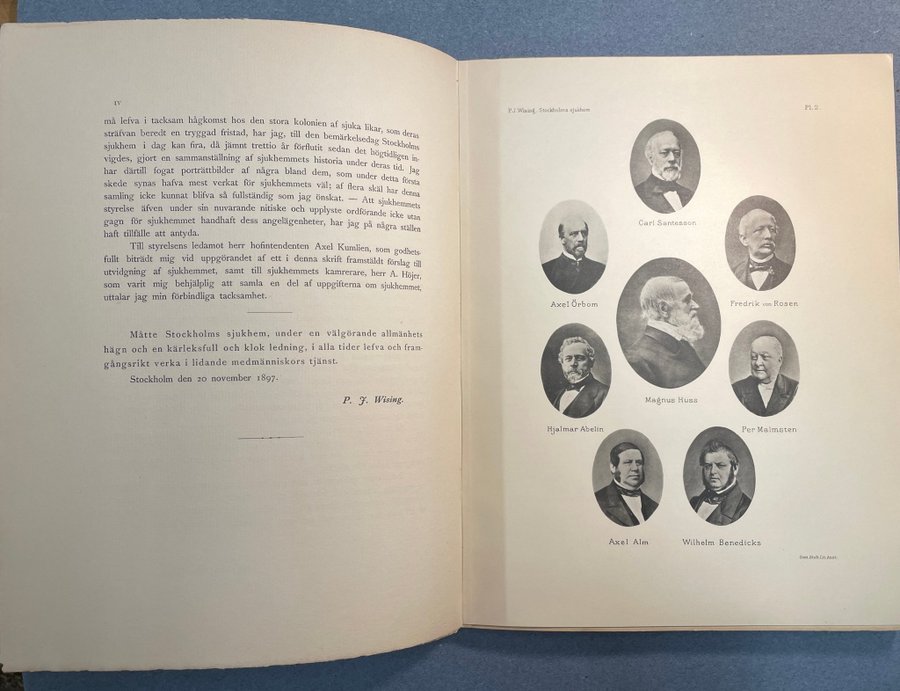 IV
må lefva i tacksam hågkomst hos den stora kolonien af sjuka likar, som deras
sträfvan beredt en tryggad fristad, har jag, till den bemärkelsedag Stockholms
sjukhem i dag kan fira, då jämnt trettio år förflutit sedan det högtidligen in-
vigdes, gjort en sammanställning af sjukhemmets historia under deras tid. Jag
har därtill fogat porträttbilder af några bland dem, som under detta första
skede synas hafva mest verkat för sjukhemmets väl; af flera skäl har denna
samling icke kunnat blifva så fullständig som jag önskat. — Att sjukhemmets
styrelse äfven under sin nuvarande nitiske och upplyste ordförande icke utan
gagn för sjukhemmet handhaft dess angelägenheter, har jag på några ställen
haft tillfälle att antyda.
Till styrelsens ledamot herr hofintendenten Axel Kumlien, som godhets-
fullt biträdt mig vid uppgörandet af ett i denna skrift framstäldt förslag till
utvidgning af sjukhemmet, samt till sjukhemmets kamrerare, herr A. Höjer,
som varit mig behjälplig att samla en del af uppgifterna om sjukhemmet,
uttalar jag min förbindliga tacksamhet.
Måtte Stockholms sjukhem, under en välgörande allmänhets
hägn och en kärleksfull och klok ledning, i alla tider lefva och fram-
gångsrikt verka i lidande medmänniskors tjänst.
Stockholm den 20 november 1897.
P. J. Wising.
P.J Wising, Stockholms sjukhem
Pl. 2.
Carl Santesson
Axel Örbom
Fredrik von Rosen
Magnus Huss
Hjalmar Abelin
Per Malmsten
Axel Alm
Wilhelm Benedicks